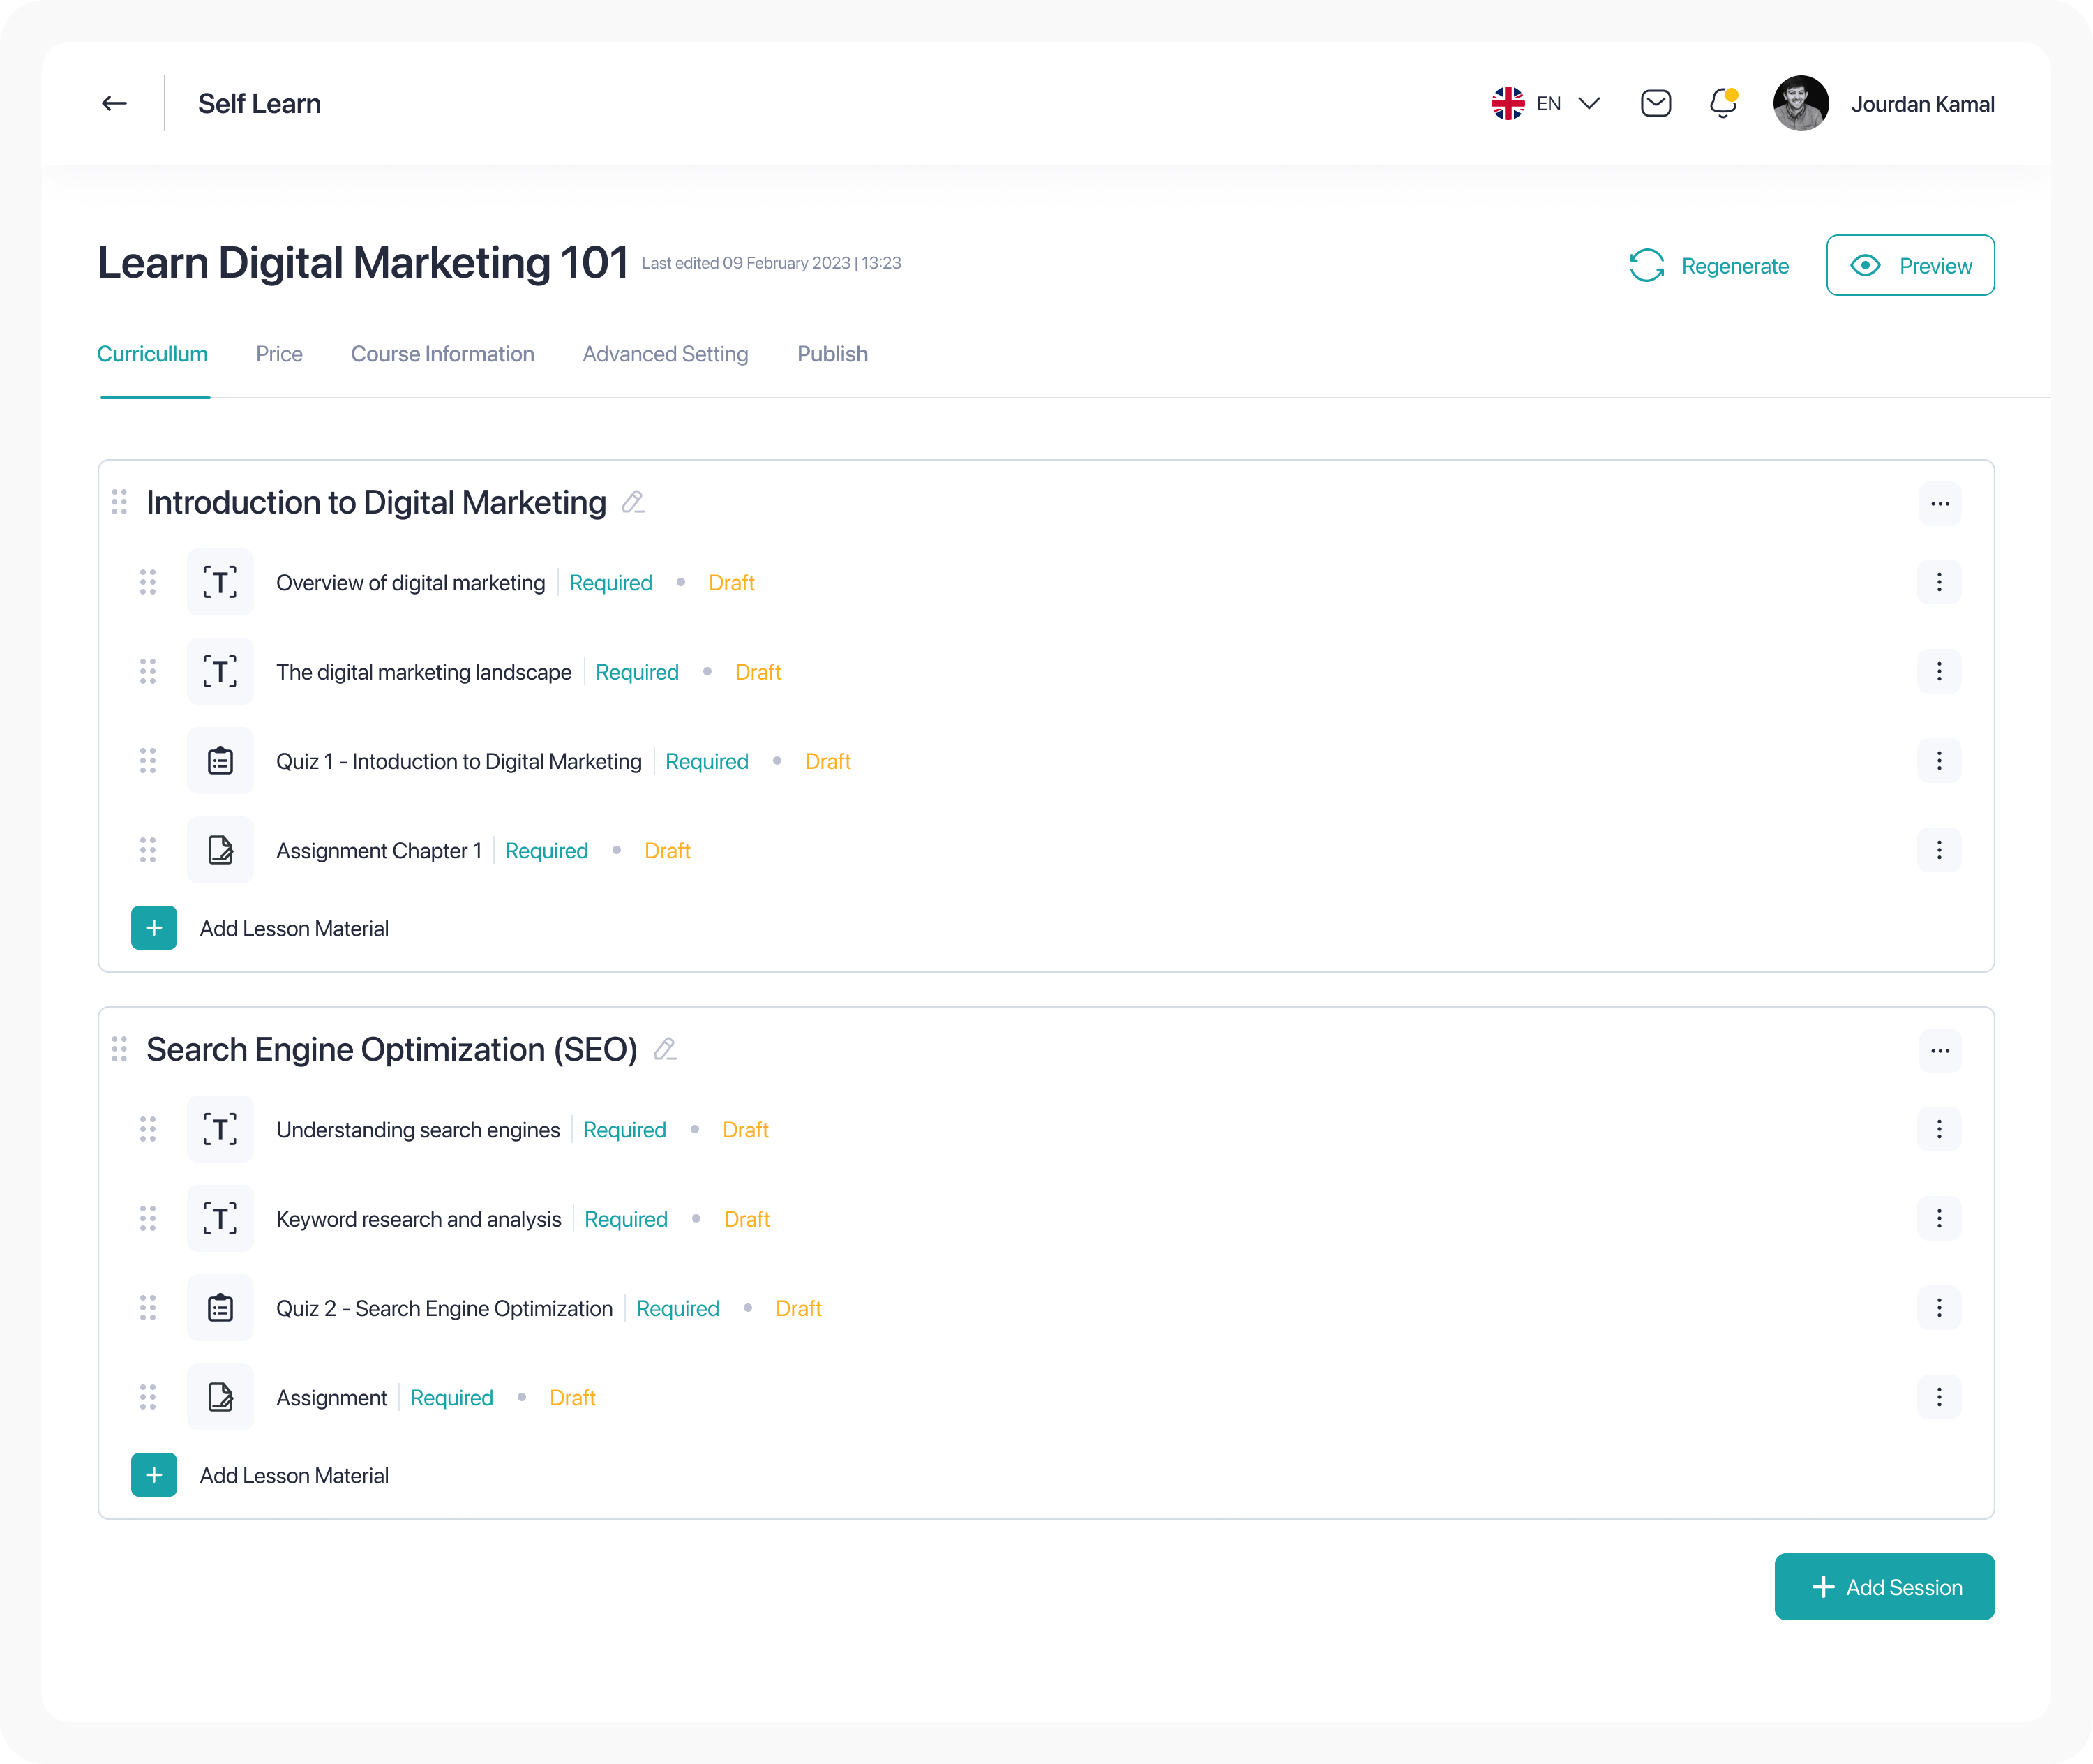 Self Learn
EN
Jourdan Kamal
Learn Digital Marketing 101 Last edited 09 February 2023 | 13:23
Regenerate
Preview
Curricullum Price Course Information Advanced Setting Publish
Introduction to Digital Marketing
T Overview of digital marketing Required • Draft
T The digital marketing landscape Required • Draft
Quiz 1 - Intoduction to Digital Marketing Required • Draft
Assignment Chapter 1 Required • Draft
+ Add Lesson Material
Search Engine Optimization (SEO)
T Understanding search engines Required • Draft
T Keyword research and analysis Required • Draft
Quiz 2 - Search Engine Optimization Required • Draft
Assignment Required • Draft
+ Add Lesson Material
+ Add Session